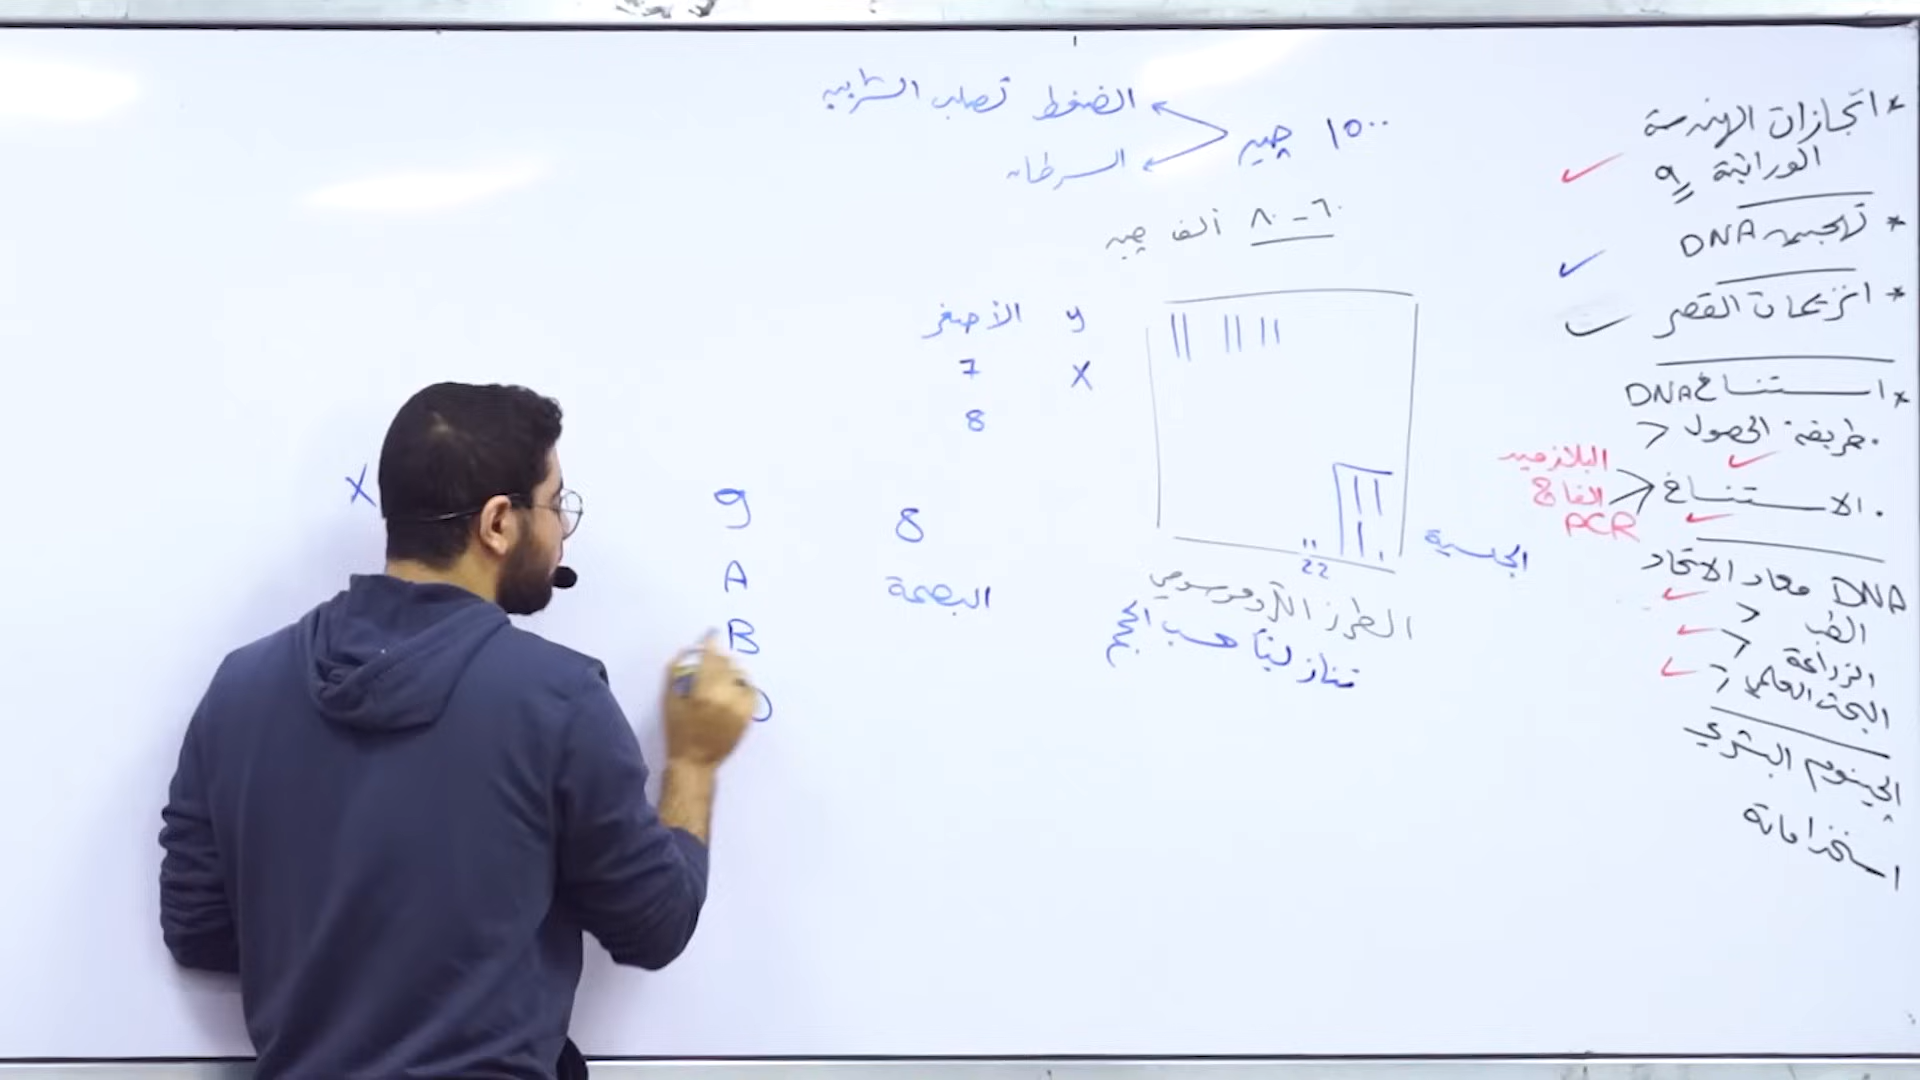 * انجازات الهندسة
الوراثية
* تهجين DNA
* انزيمات القصر
* استنساخ DNA
. طريقة الحصول >
. الاستنساخ
البلازميد
الفاج
PCR
DNA معاد الاتحاد
الطب >
الزراعة >
البحث العلمي >
الجينوم البشري
استخداماته
١٥٠٠ جين
الضغط تصلب الشرايين
السرطان
٦٠ - ٨٠ ألف جين
y الأصغر
X 7
8
22
الجنسية
الطرز الكروموسومي
تنازليًا حسب الحجم
8
البصمة
9
A
B
O
X